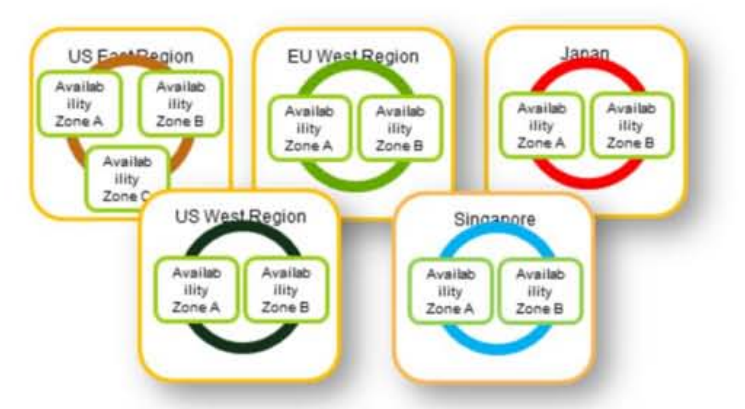 US East Region
Availab
ility
Zone A
Availab
ility
Zone B
Availab
ility
Zone C
EU West Region
Availab
ility
Zone A
Availab
ility
Zone B
Japan
Availab
ility
Zone A
Availab
ility
Zone B
US West Region
Availab
ility
Zone A
Availab
ility
Zone B
Singapore
Availab
ility
Zone A
Availab
ility
Zone B